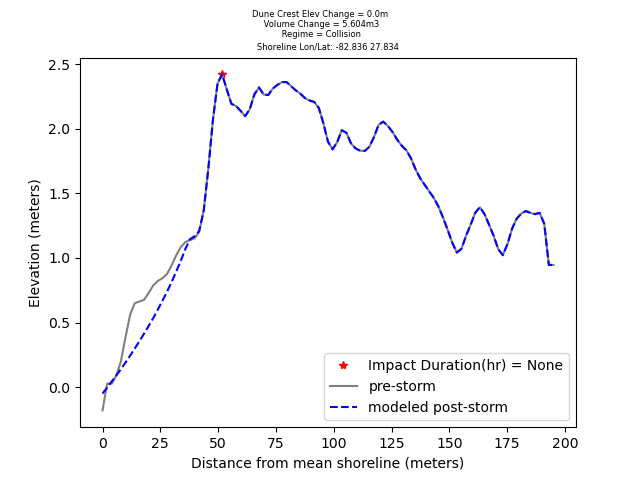 Dune Crest Elev Change = 0.0m
Volume Change = 5.604m3
Regime = Collision
Shoreline Lon/Lat: -82.836 27.834
2.5
2.0
1.5
1.0
0.5
0.0
Elevation (meters)
Impact Duration(hr) = None
pre-storm
modeled post-storm
0 25 50 75 100 125 150 175 200
Distance from mean shoreline (meters)